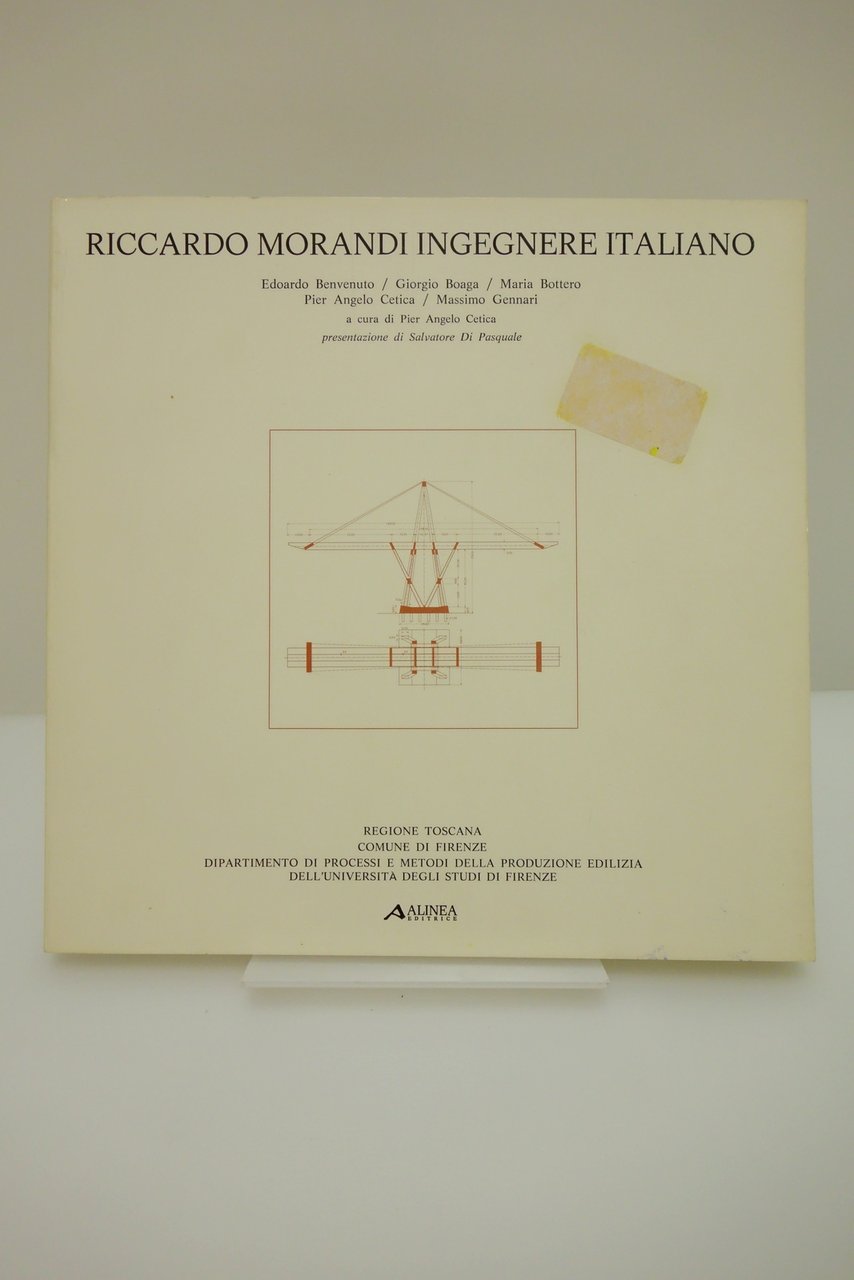 RICCARDO MORANDI INGEGNERE ITALIANO
Edoardo Benvenuto / Giorgio Boaga / Maria Bottero
Pier Angelo Cetica / Massimo Gennari
a cura di Pier Angelo Cetica
presentazione di Salvatore Di Pasquale
REGIONE TOSCANA
COMUNE DI FIRENZE
DIPARTIMENTO DI PROCESSI E METODI DELLA PRODUZIONE EDILIZIA
DELL'UNIVERSITÀ DEGLI STUDI DI FIRENZE
ALINEA
EDITRICE